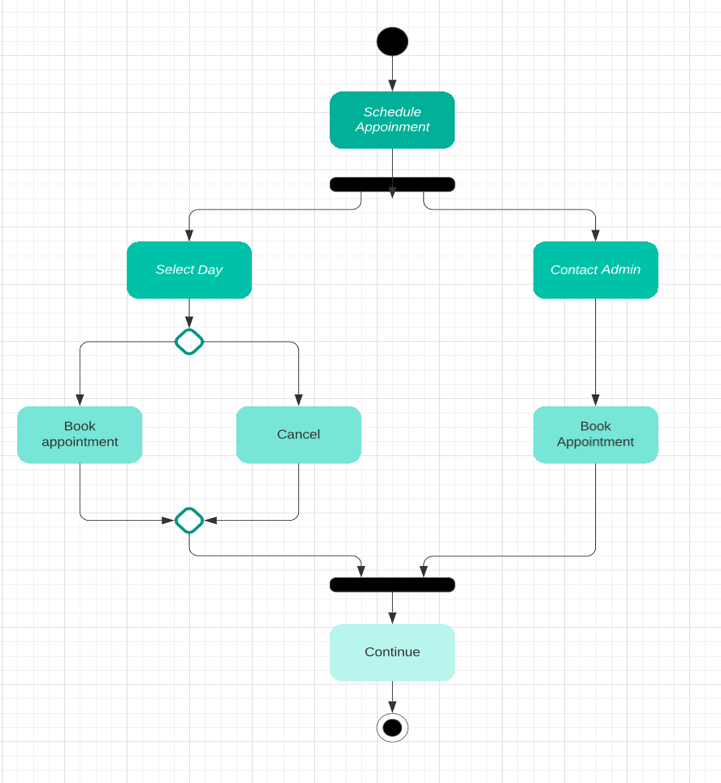 Schedule
Appoinment
Select Day
Contact Admin
Book
appointment
Cancel
Book
Appointment
Continue